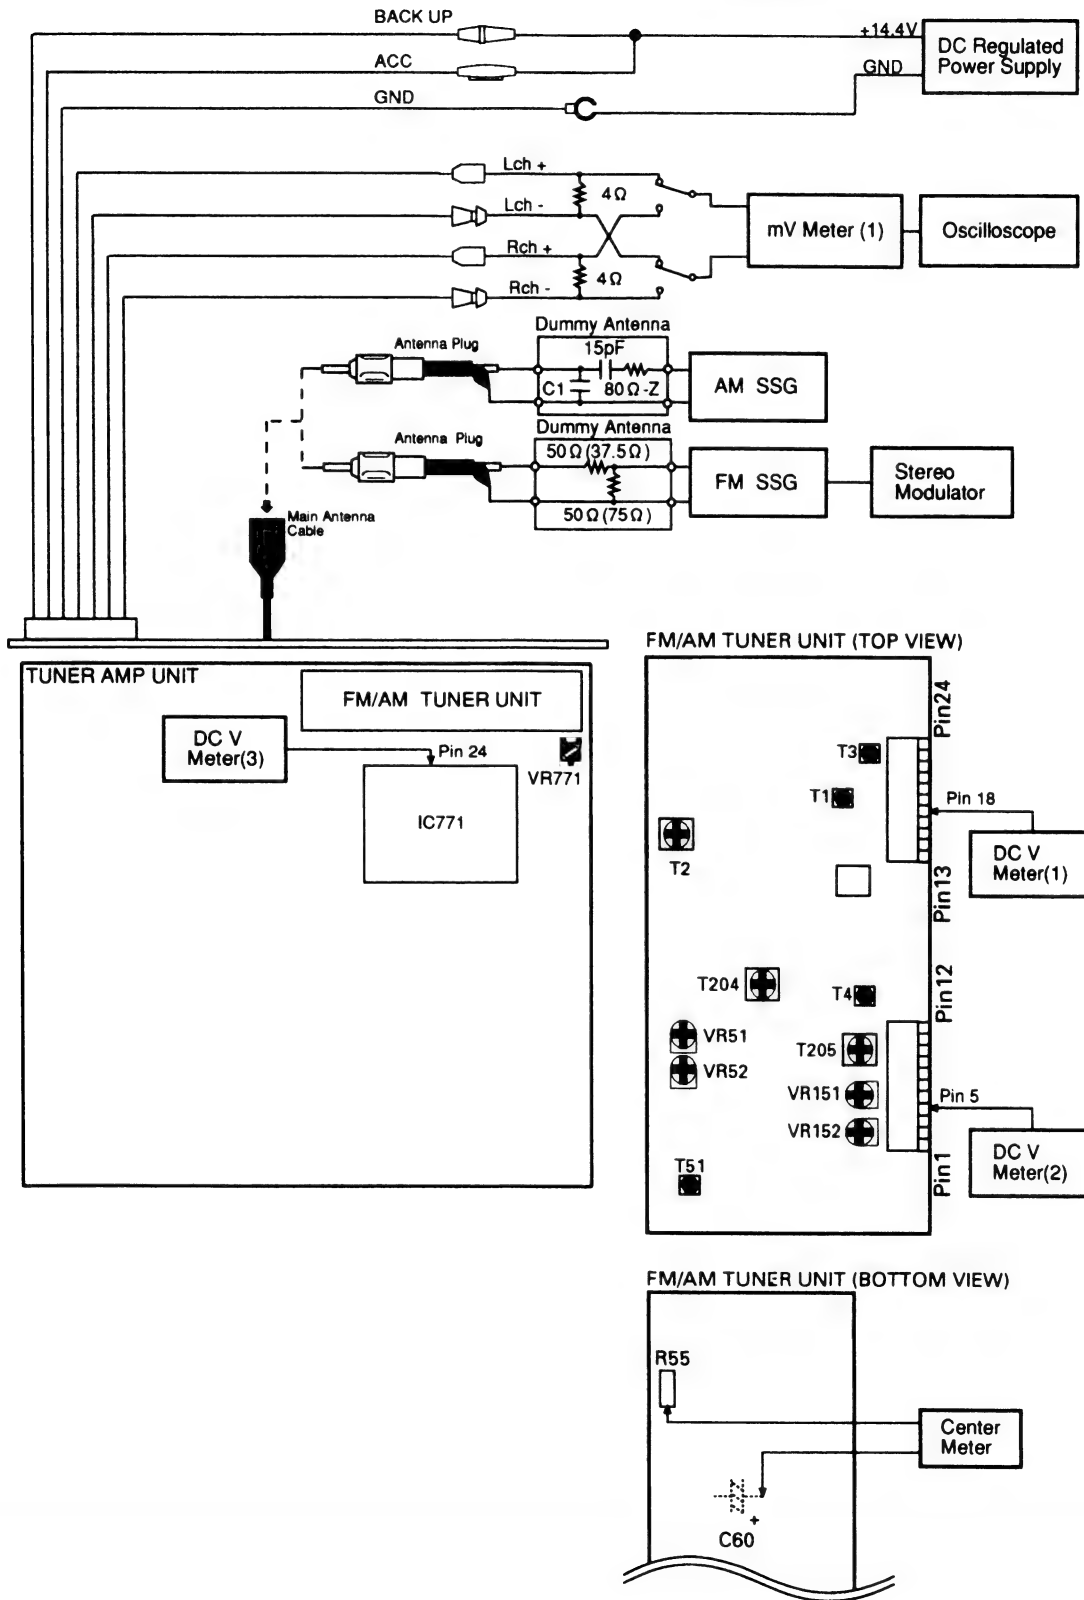 BACK UP
+14.4V
DC Regulated
Power Supply
ACC
GND
GND
Lch +
4Ω
Lch -
mV Meter (1)
Oscilloscope
Rch +
4Ω
Rch -
Dummy Antenna
Antenna Plug
15pF
C1
80Ω-Z
AM SSG
Dummy Antenna
Antenna Plug
50Ω(37.5Ω)
FM SSG
Stereo
Modulator
50Ω(75Ω)
Main Antenna
Cable
FM/AM TUNER UNIT (TOP VIEW)
TUNER AMP UNIT
FM/AM TUNER UNIT
DC V
Meter(3)
Pin 24
VR771
IC771
Pin24
T3
T1
Pin 18
T2
DC V
Meter(1)
Pin13
T204
T4
Pin12
VR51
T205
VR52
VR151
Pin 5
VR152
T51
Pin1
DC V
Meter(2)
FM/AM TUNER UNIT (BOTTOM VIEW)
R55
Center
Meter
+
C60